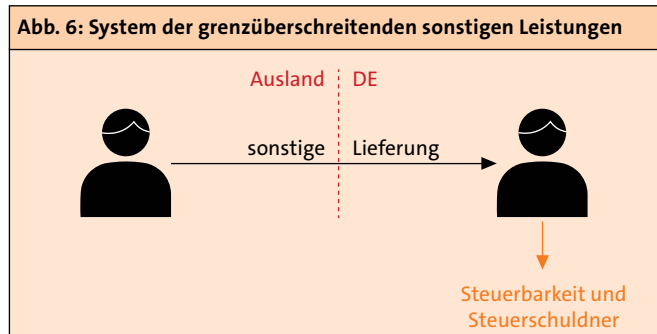 Abb. 6: System der grenzüberschreitenden sonstigen Leistungen
Ausland DE
sonstige Lieferung
Steuerbarkeit und
Steuerschuldner